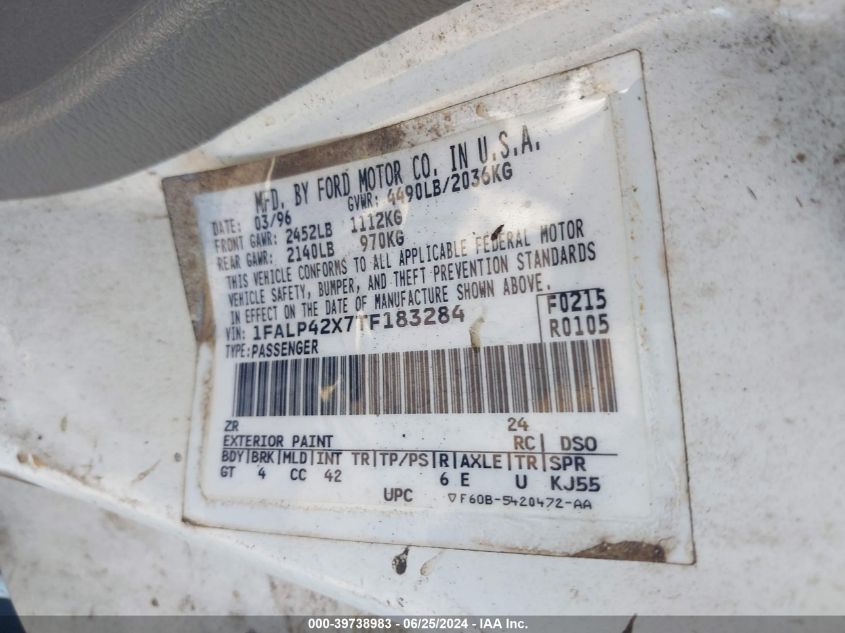 MFD. BY FORD MOTOR CO. IN U.S.A.
DATE: 03/96 GVWR: 4490LB/2036KG
FRONT GAWR: 2452LB 1112KG
REAR GAWR: 2140LB 970KG
THIS VEHICLE CONFORMS TO ALL APPLICABLE FEDERAL MOTOR
VEHICLE SAFETY, BUMPER, AND THEFT PREVENTION STANDARDS
IN EFFECT ON THE DATE OF MANUFACTURE SHOWN ABOVE.
VIN: 1FALP42X7TF183284 F0215
TYPE: PASSENGER R0105
ZR 24
EXTERIOR PAINT RC DSO
BDY BRK MLD INT TR TP/PS R AXLE TR SPR
GT 4 CC 42 6 E U KJ55
UPC ▽F60B-5420472-AA
000-39738983 / 06/25/2024 / IAAI.com